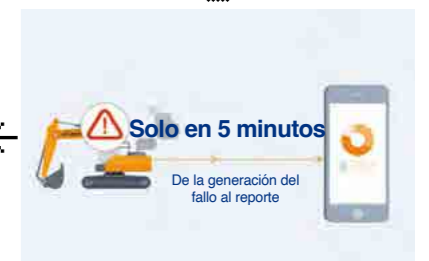 Solo en 5 minutos
De la generación del
fallo al reporte